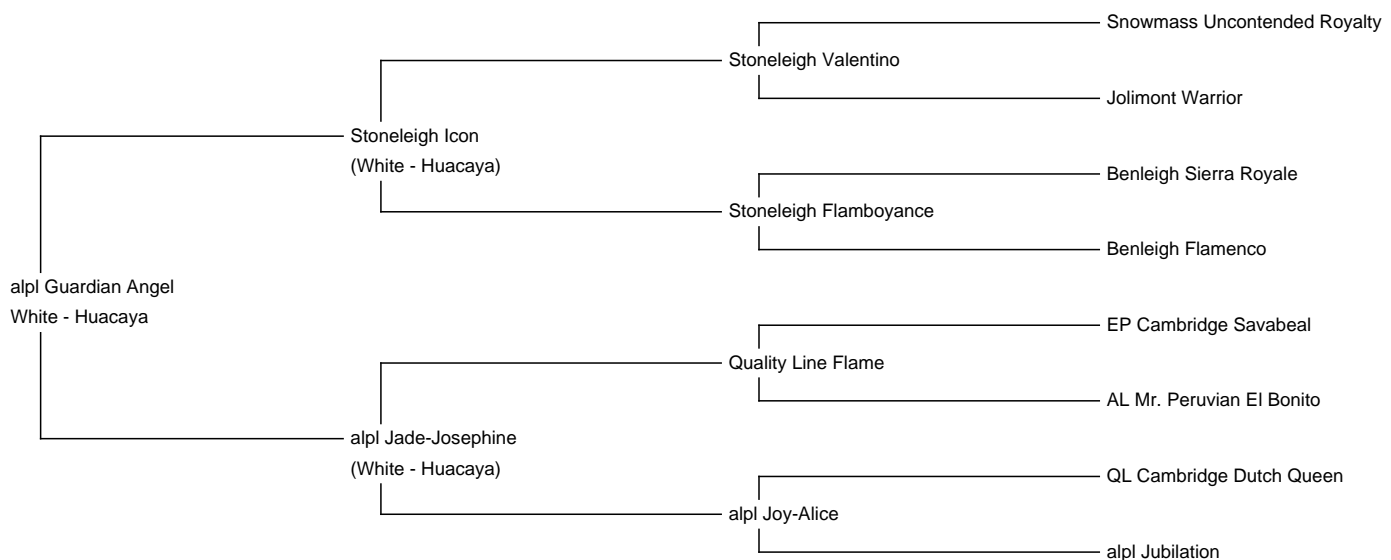 Snowmass Uncontended Royalty
Stoneleigh Valentino
Jolimont Warrior
Stoneleigh Icon
(White - Huacaya)
Benleigh Sierra Royale
Stoneleigh Flamboyance
Benleigh Flamenco
alpl Guardian Angel
White - Huacaya
EP Cambridge Savabeal
Quality Line Flame
AL Mr. Peruvian El Bonito
alpl Jade-Josephine
(White - Huacaya)
QL Cambridge Dutch Queen
alpl Joy-Alice
alpl Jubilation